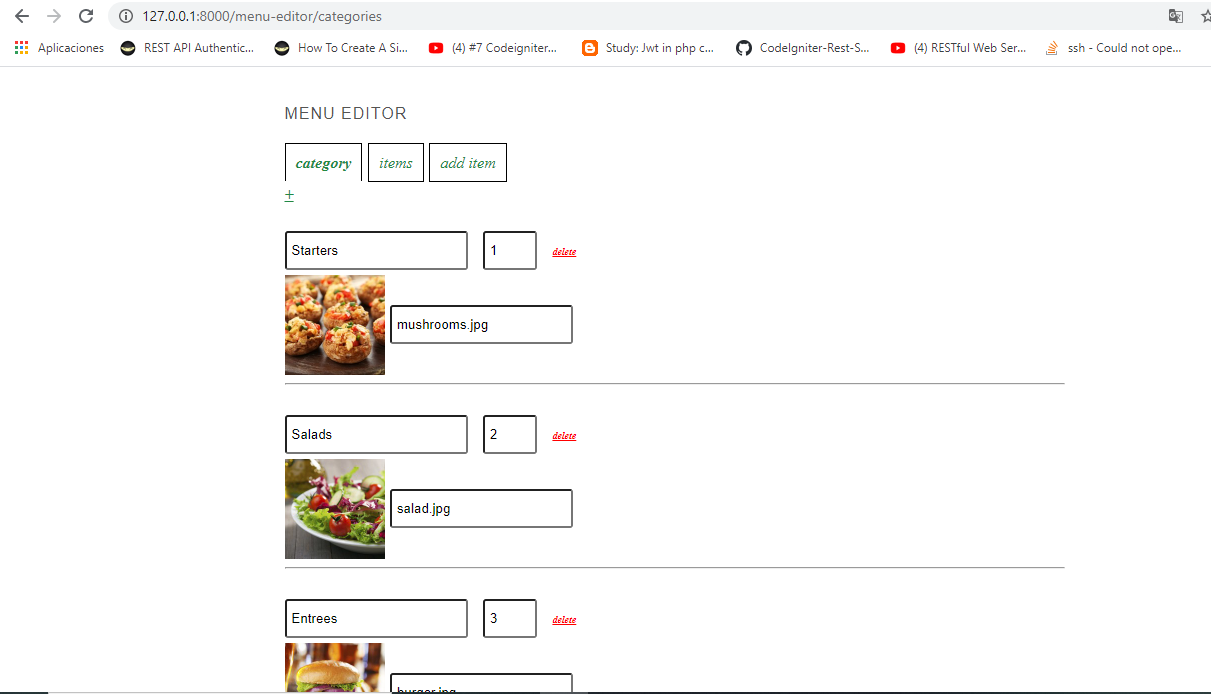 127.0.0.1:8000/menu-editor/categories
Aplicaciones REST API Authentic... How To Create A Si... (4) #7 Codeigniter... Study: Jwt in php c... CodeIgniter-Rest-S... (4) RESTful Web Ser... ssh - Could not ope...
MENU EDITOR
category items add item
+
Starters 1 delete
mushrooms.jpg
Salads 2 delete
salad.jpg
Entrees 3 delete
burger.jpg